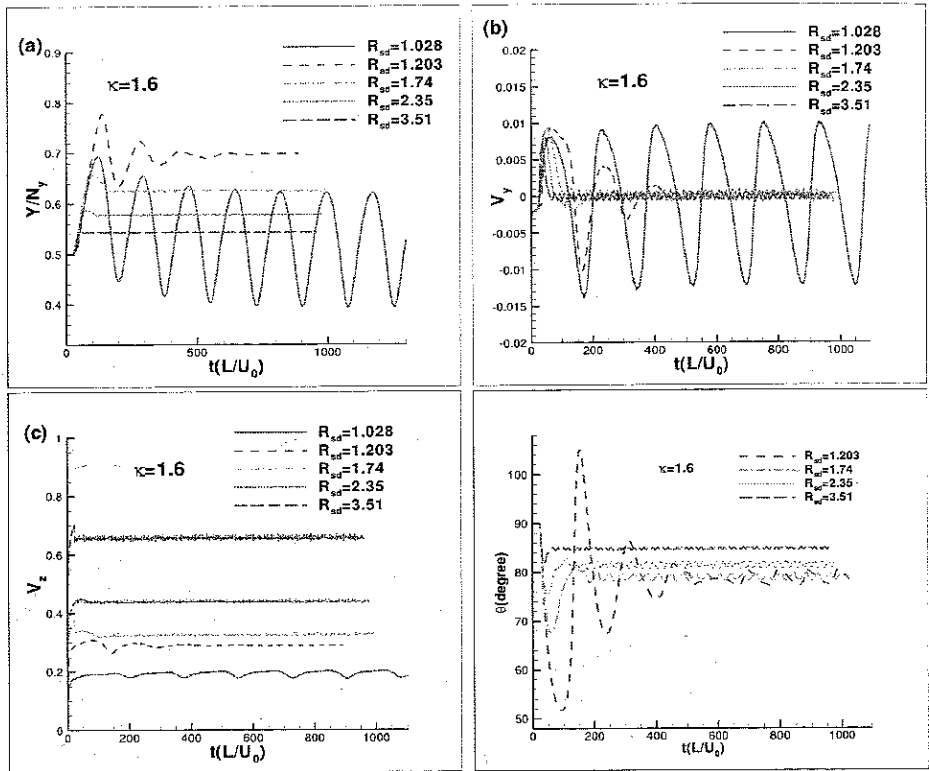 (a)
κ=1.6
R_sd=1.028
R_sd=1.203
R_sd=1.74
R_sd=2.35
R_sd=3.51
Y/N_y
0.9
0.8
0.7
0.6
0.5
0.4
0
500
1000
t(L/U_0)
(b)
κ=1.6
R_sd=1.028
R_sd=1.203
R_sd=1.74
R_sd=2.35
R_sd=3.51
V_y
0.02
0.015
0.01
0.005
0
-0.005
-0.01
-0.015
-0.02
0
200
400
600
800
1000
t(L/U_0)
(c)
κ=1.6
R_sd=1.028
R_sd=1.203
R_sd=1.74
R_sd=2.35
R_sd=3.51
-V_z
1
0.8
0.6
0.4
0.2
0
0
200
400
600
800
1000
t(L/U_0)
κ=1.6
R_sd=1.203
R_sd=1.74
R_sd=2.35
R_sd=3.51
θ(degree)
100
90
80
70
60
50
0
200
400
600
800
1000
t(L/U_0)